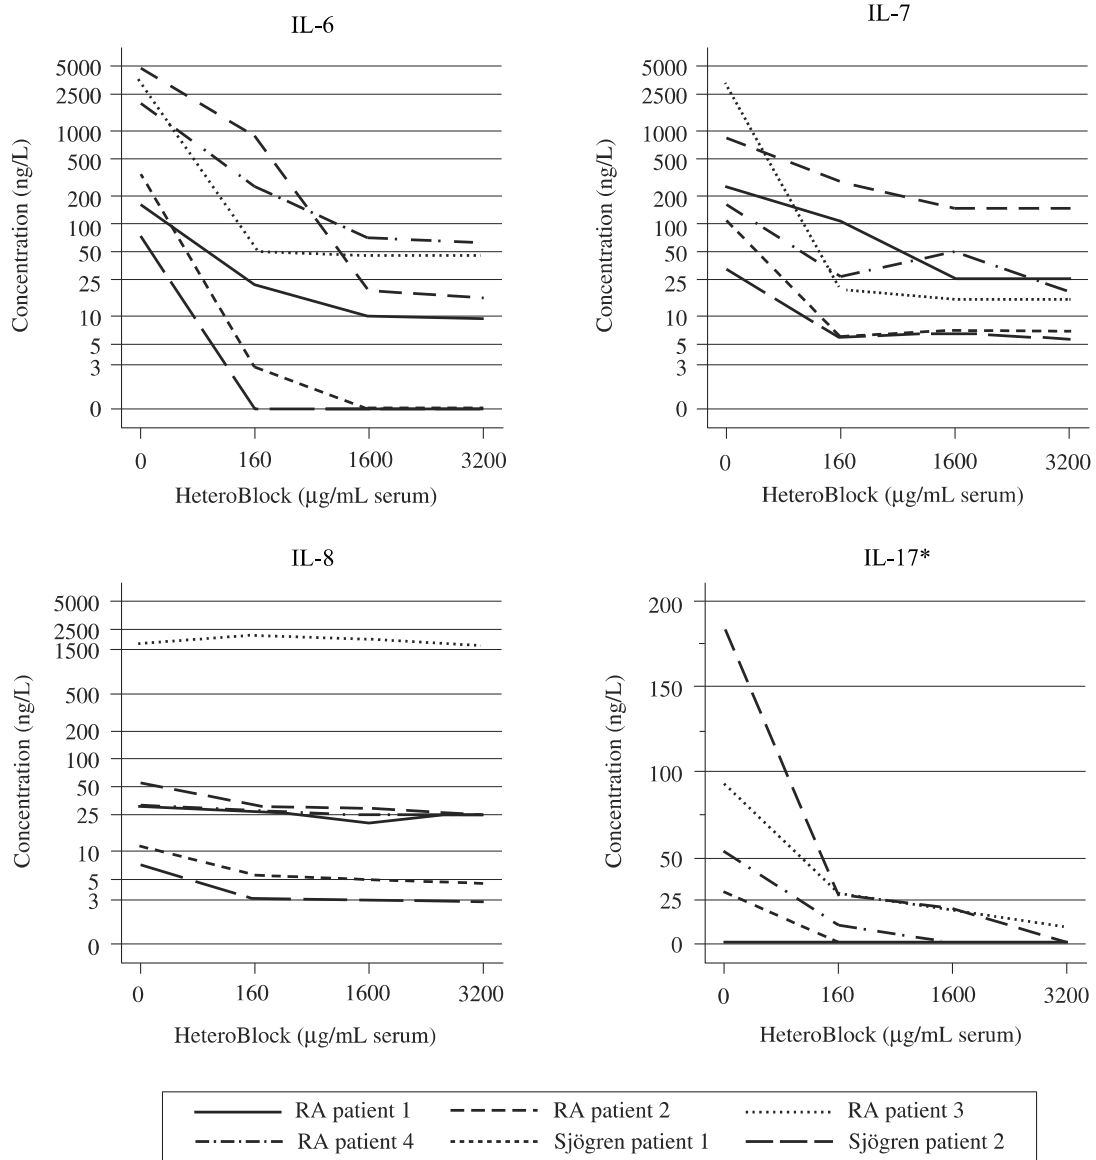 IL-6
5000
2500
1000
500
200
100
50
25
10
5
3
0
Concentration (ng/L)
0 160 1600 3200
HeteroBlock (μg/mL serum)
IL-7
5000
2500
1000
500
200
100
50
25
10
5
3
0
Concentration (ng/L)
0 160 1600 3200
HeteroBlock (μg/mL serum)
IL-8
5000
2500
1500
500
200
100
50
25
10
5
3
0
Concentration (ng/L)
0 160 1600 3200
HeteroBlock (μg/mL serum)
IL-17*
200
150
100
50
25
0
Concentration (ng/L)
0 160 1600 3200
HeteroBlock (μg/mL serum)
RA patient 1 RA patient 2 RA patient 3
RA patient 4 Sjögren patient 1 Sjögren patient 2